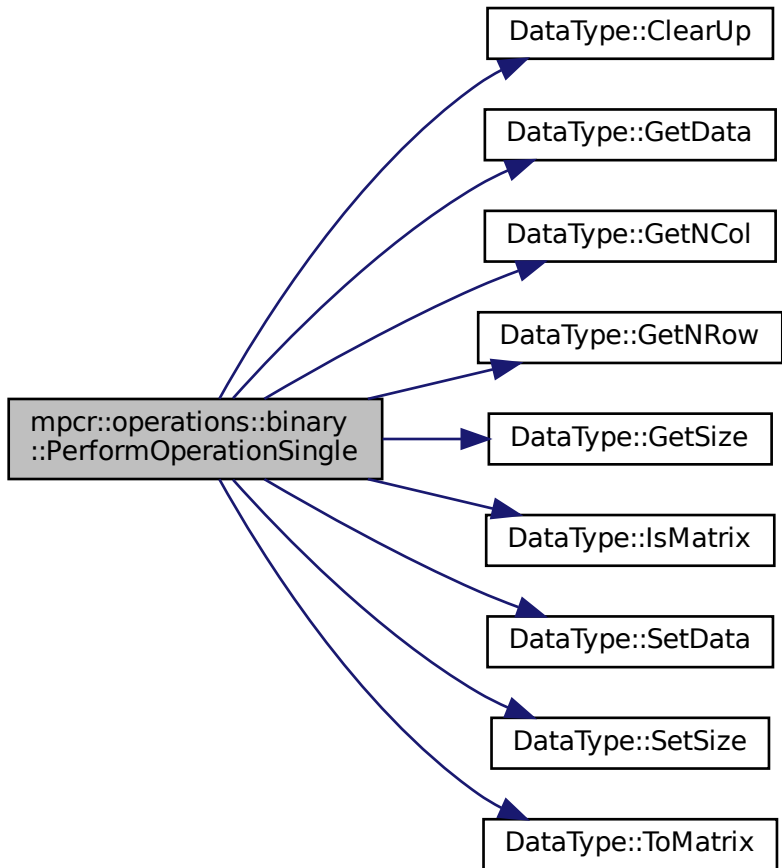 DataType::ClearUp
DataType::GetData
DataType::GetNCol
DataType::GetNRow
mpcr::operations::binary
::PerformOperationSingle
DataType::GetSize
DataType::IsMatrix
DataType::SetData
DataType::SetSize
DataType::ToMatrix